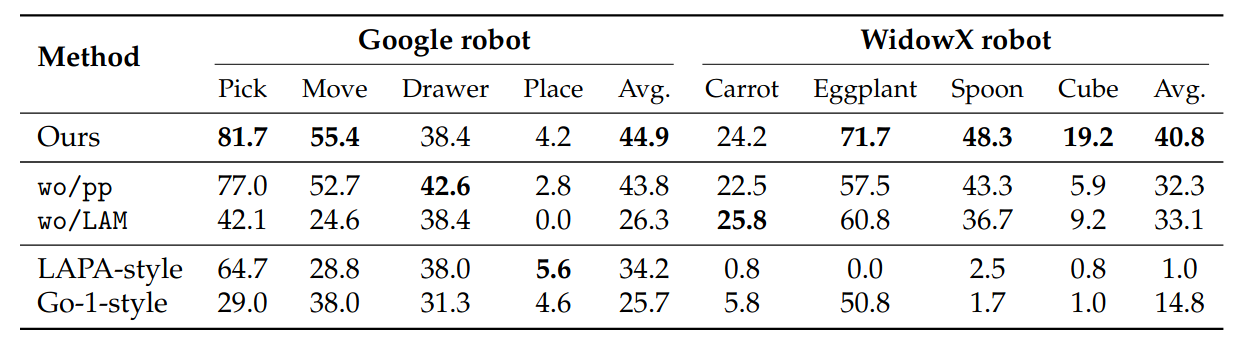 Method Google robot WidowX robot
Pick Move Drawer Place Avg. Carrot Eggplant Spoon Cube Avg.
Ours 81.7 55.4 38.4 4.2 44.9 24.2 71.7 48.3 19.2 40.8
wo/pp 77.0 52.7 42.6 2.8 43.8 22.5 57.5 43.3 5.9 32.3
wo/LAM 42.1 24.6 38.4 0.0 26.3 25.8 60.8 36.7 9.2 33.1
LAPA-style 64.7 28.8 38.0 5.6 34.2 0.8 0.0 2.5 0.8 1.0
Go-1-style 29.0 38.0 31.3 4.6 25.7 5.8 50.8 1.7 1.0 14.8